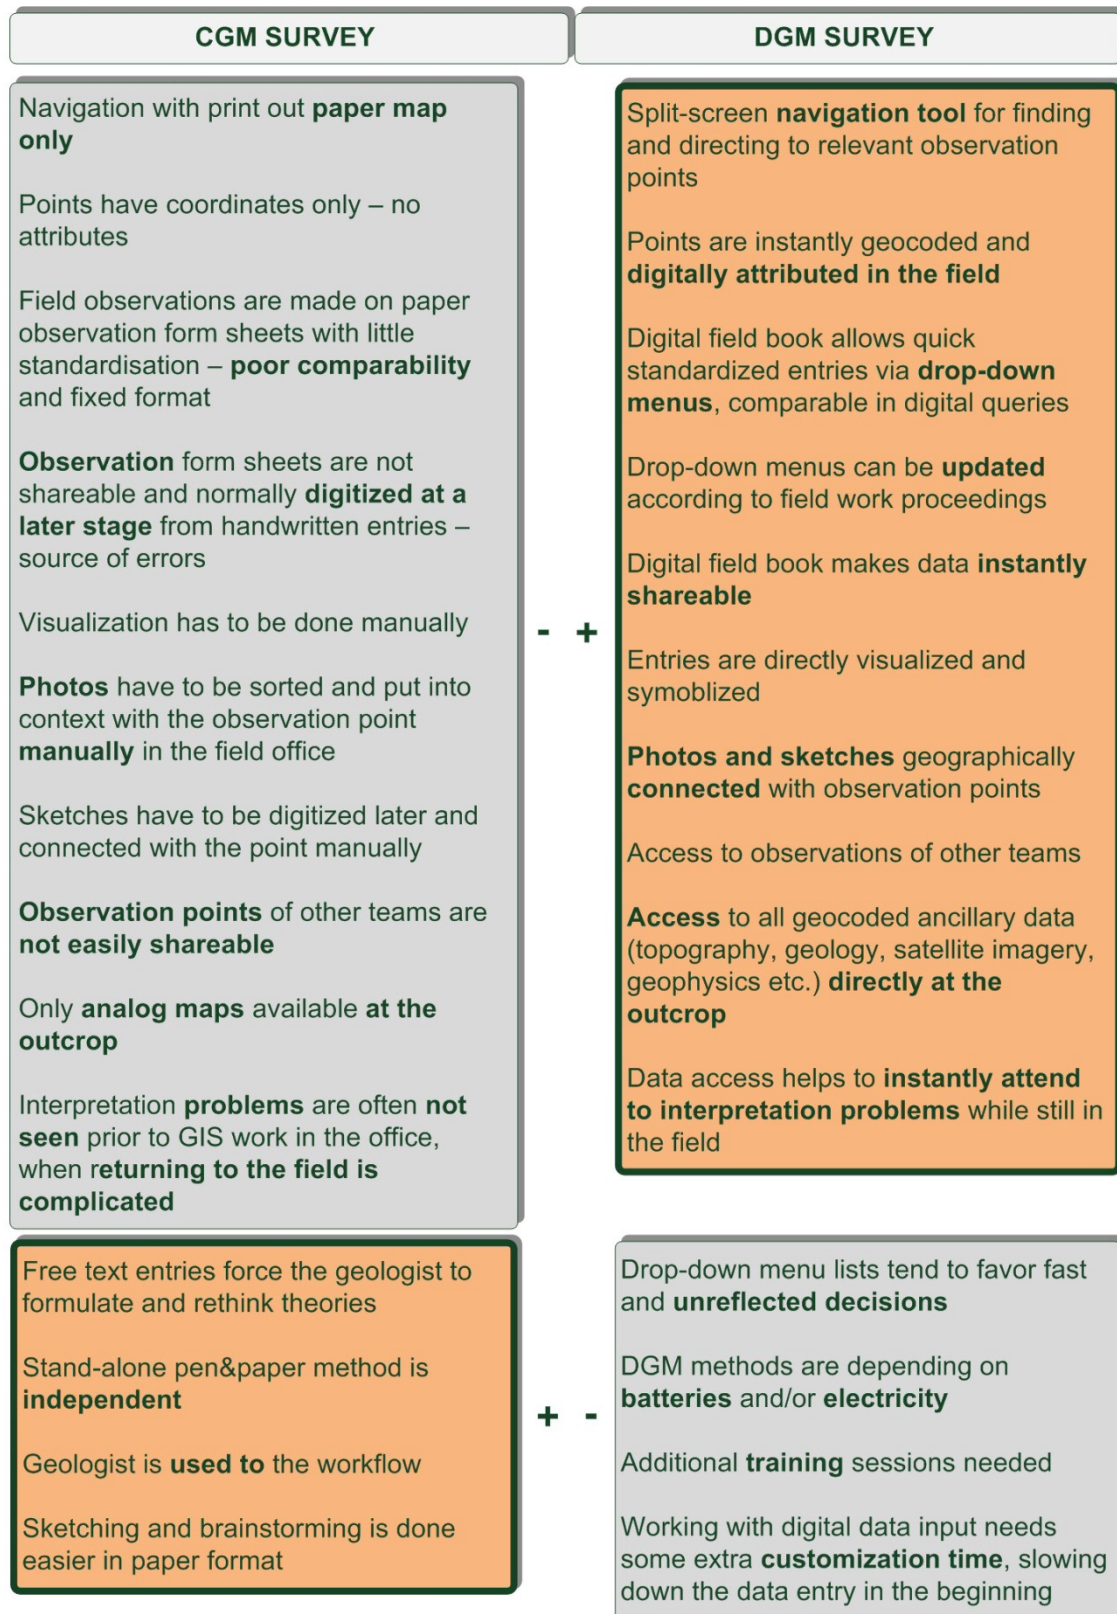 CGM SURVEY
DGM SURVEY
Navigation with print out paper map
only
Points have coordinates only – no
attributes
Field observations are made on paper
observation form sheets with little
standardisation – poor comparability
and fixed format
Observation form sheets are not
shareable and normally digitized at a
later stage from handwritten entries –
source of errors
Visualization has to be done manually
Photos have to be sorted and put into
context with the observation point
manually in the field office
Sketches have to be digitized later and
connected with the point manually
Observation points of other teams are
not easily shareable
Only analog maps available at the
outcrop
Interpretation problems are often not
seen prior to GIS work in the office,
when returning to the field is
complicated
- +
Split-screen navigation tool for finding
and directing to relevant observation
points
Points are instantly geocoded and
digitally attributed in the field
Digital field book allows quick
standardized entries via drop-down
menus, comparable in digital queries
Drop-down menus can be updated
according to field work proceedings
Digital field book makes data instantly
shareable
Entries are directly visualized and
symoblized
Photos and sketches geographically
connected with observation points
Access to observations of other teams
Access to all geocoded ancillary data
(topography, geology, satellite imagery,
geophysics etc.) directly at the
outcrop
Data access helps to instantly attend
to interpretation problems while still in
the field
Free text entries force the geologist to
formulate and rethink theories
Stand-alone pen&paper method is
independent
Geologist is used to the workflow
Sketching and brainstorming is done
easier in paper format
+ -
Drop-down menu lists tend to favor fast
and unreflected decisions
DGM methods are depending on
batteries and/or electricity
Additional training sessions needed
Working with digital data input needs
some extra customization time, slowing
down the data entry in the beginning